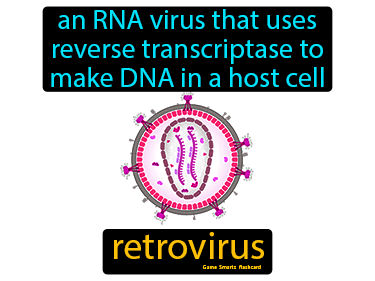 an RNA virus that uses
reverse transcriptase to
make DNA in a host cell
retrovirus
Game Smarts flashcard